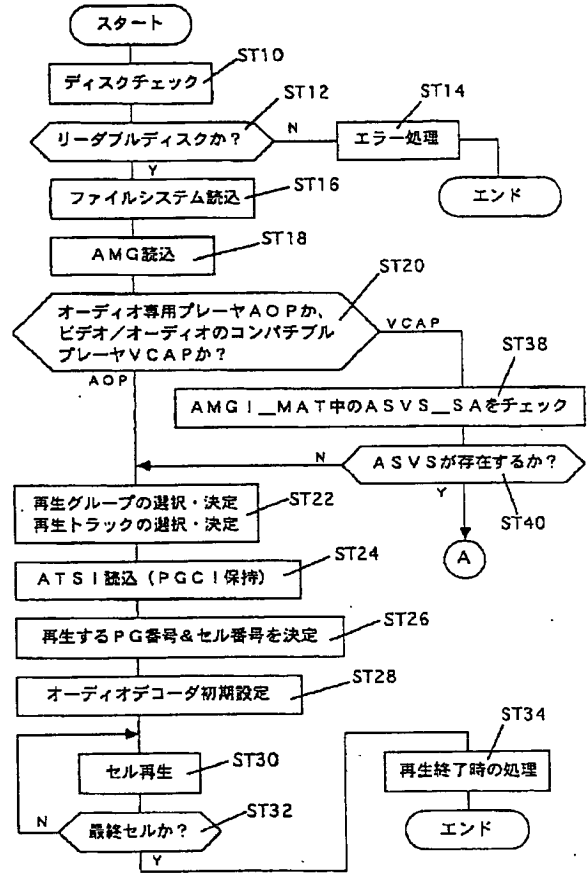 スタート
ST10
ディスクチェック
ST12
リーダブルディスクか?
N
ST14
エラー処理
エンド
Y
ST16
ファイルシステム読込
ST18
AMG読込
ST20
オーディオ専用プレーヤAOPか、
ビデオ/オーディオのコンパチブル
プレーヤVCAPか?
VCAP
AOP
ST38
AMGI__MAT中のASVS__SAをチェック
N
ASVSが存在するか?
Y
ST40
A
再生グループの選択・決定
再生トラックの選択・決定
ST22
ST24
ATSI読込(PGCI保持)
ST26
再生するPG番号&セル番号を決定
ST28
オーディオデコーダ初期設定
ST30
セル再生
ST32
最終セルか?
N
Y
ST34
再生終了時の処理
エンド